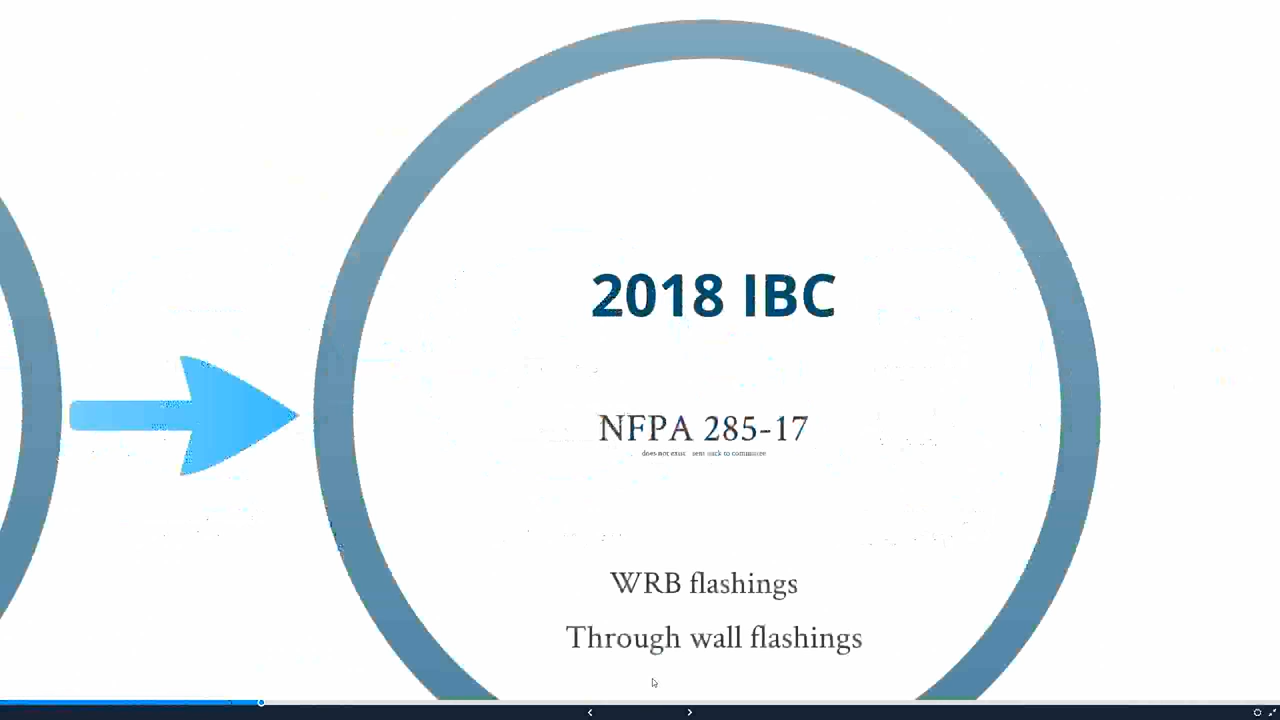 2018 IBC
NFPA 285-17
does not exist sent back to committee
WRB flashings
Through wall flashings